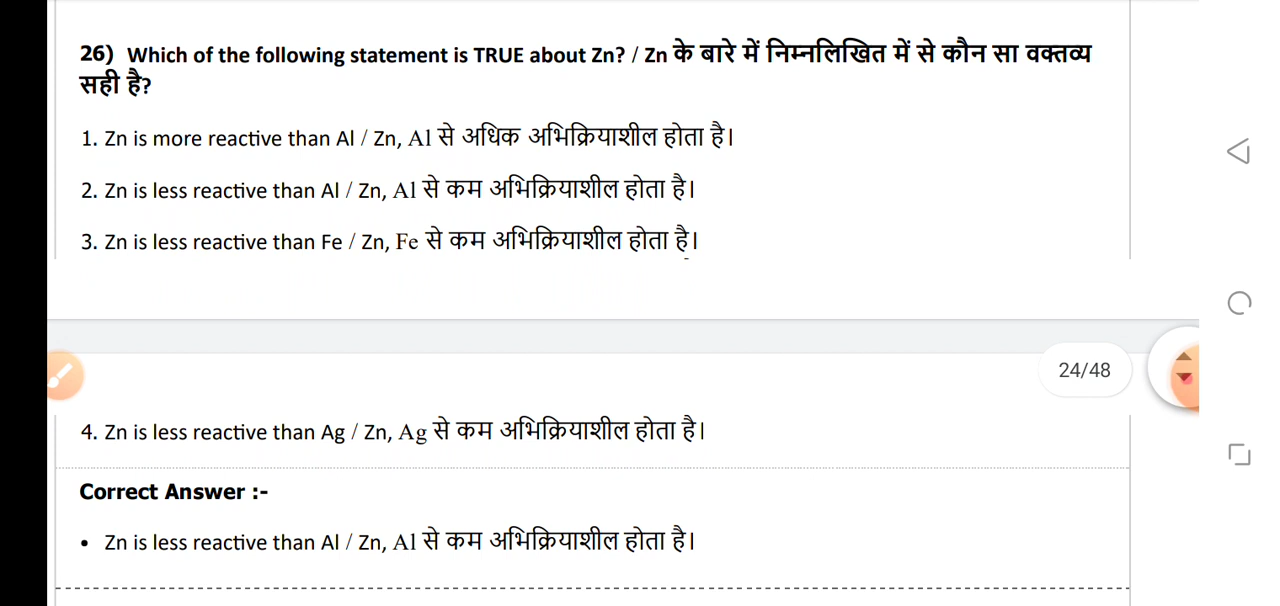 26) Which of the following statement is TRUE about Zn? / Zn के बारे में निम्नलिखित में से कौन सा वक्तव्य
सही है?
1. Zn is more reactive than Al / Zn, Al से अधिक अभिक्रियाशील होता है।
2. Zn is less reactive than Al / Zn, Al से कम अभिक्रियाशील होता है।
3. Zn is less reactive than Fe / Zn, Fe से कम अभिक्रियाशील होता है।
24/48
4. Zn is less reactive than Ag / Zn, Ag से कम अभिक्रियाशील होता है।
Correct Answer :-
• Zn is less reactive than Al / Zn, Al से कम अभिक्रियाशील होता है।